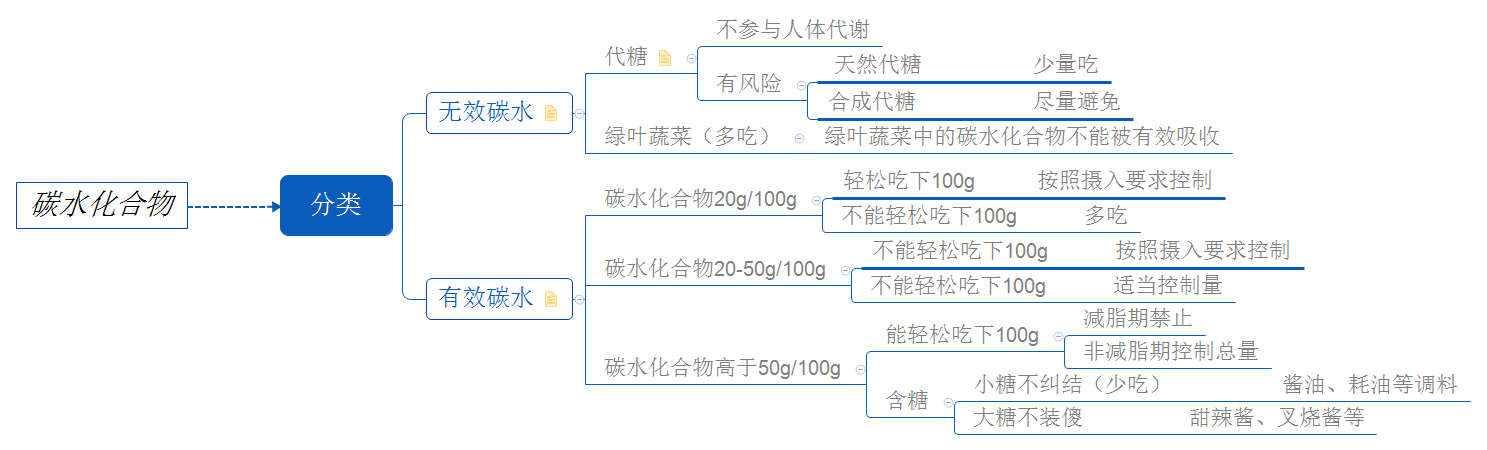 碳水化合物
分类
无效碳水
代糖
不参与人体代谢
有风险
天然代糖 少量吃
合成代糖 尽量避免
绿叶蔬菜（多吃）
绿叶蔬菜中的碳水化合物不能被有效吸收
有效碳水
碳水化合物20g/100g
轻松吃下100g 按照摄入要求控制
不能轻松吃下100g 多吃
碳水化合物20-50g/100g
不能轻松吃下100g 按照摄入要求控制
不能轻松吃下100g 适当控制量
碳水化合物高于50g/100g
能轻松吃下100g
减脂期禁止
非减脂期控制总量
含糖
小糖不纠结（少吃） 酱油、耗油等调料
大糖不装傻 甜辣酱、叉烧酱等